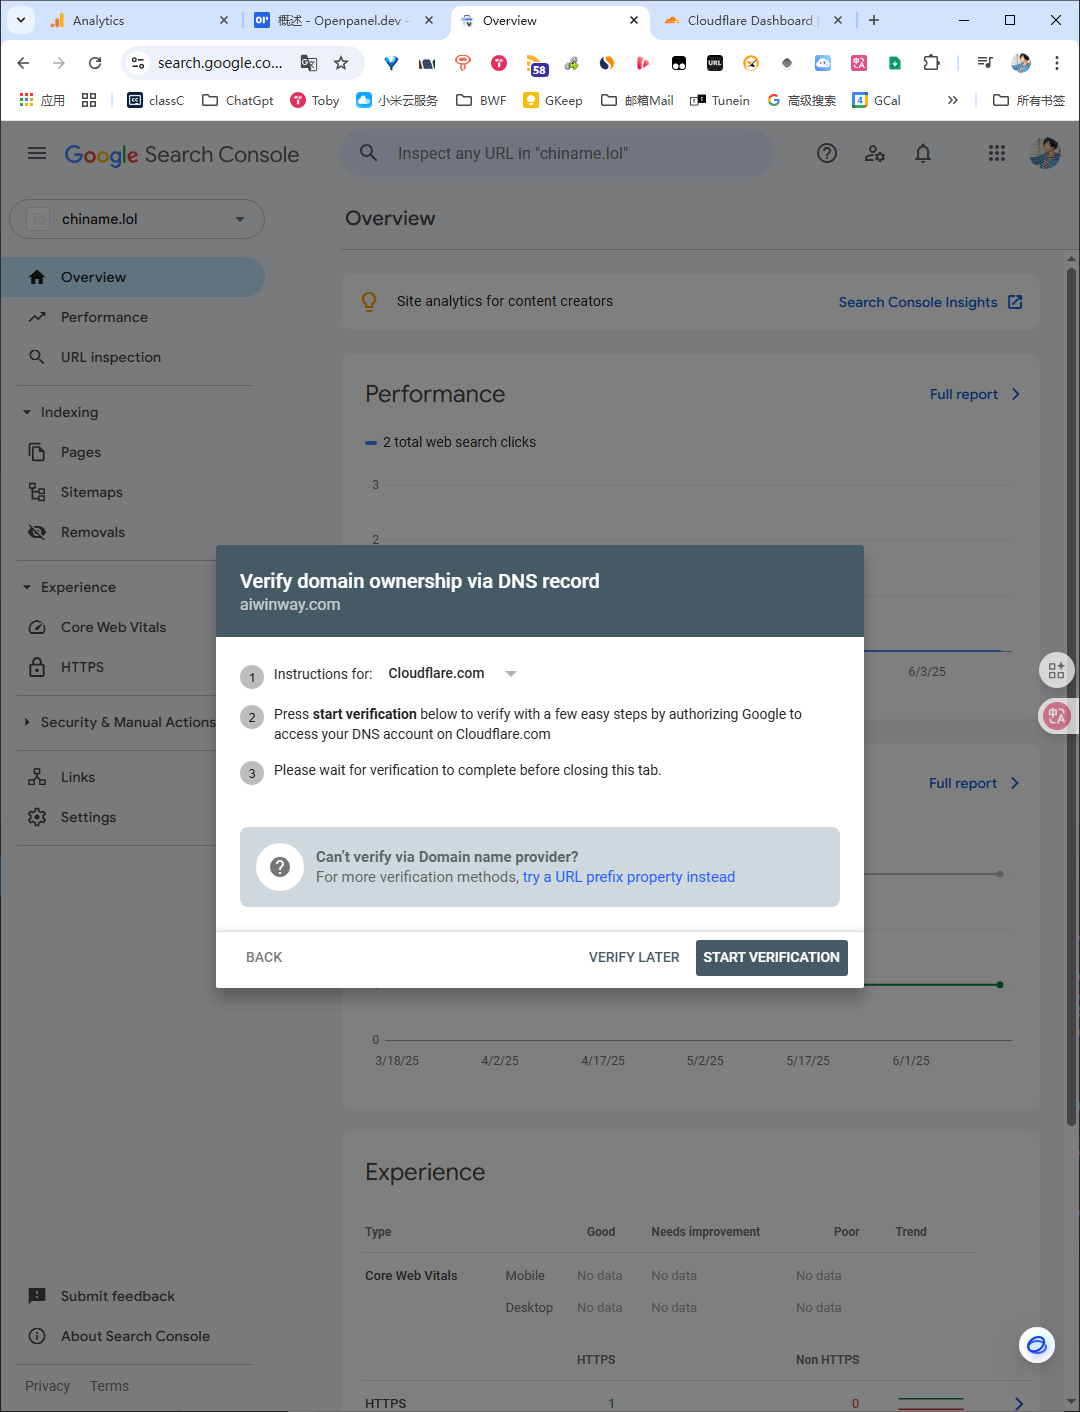 Analytics
概述 - Openpanel.dev -
Overview
Cloudflare Dashboard
search.google.co...
58
URL
应用
classC
ChatGpt
Toby
小米云服务
BWF
GKeep
邮箱Mail
Tunein
高级搜索
GCal
所有书签
Google Search Console
Inspect any URL in "chiname.lol"
chiname.lol
Overview
Overview
Performance
URL inspection
Indexing
Pages
Sitemaps
Removals
Experience
Core Web Vitals
HTTPS
Security & Manual Actions
Links
Settings
Submit feedback
About Search Console
Privacy
Terms
Site analytics for content creators
Search Console Insights
Performance
Full report
2 total web search clicks
3
2
6/3/25
Verify domain ownership via DNS record
aiwinway.com
1
Instructions for:
Cloudflare.com
2
Press start verification below to verify with a few easy steps by authorizing Google to
access your DNS account on Cloudflare.com
3
Please wait for verification to complete before closing this tab.
Can't verify via Domain name provider?
For more verification methods, try a URL prefix property instead
BACK
VERIFY LATER
START VERIFICATION
Full report
0
3/18/25
4/2/25
4/17/25
5/2/25
5/17/25
6/1/25
Experience
Type
Good
Needs improvement
Poor
Trend
Core Web Vitals
Mobile
No data
No data
No data
Desktop
No data
No data
No data
HTTPS
Non HTTPS
HTTPS
1
0